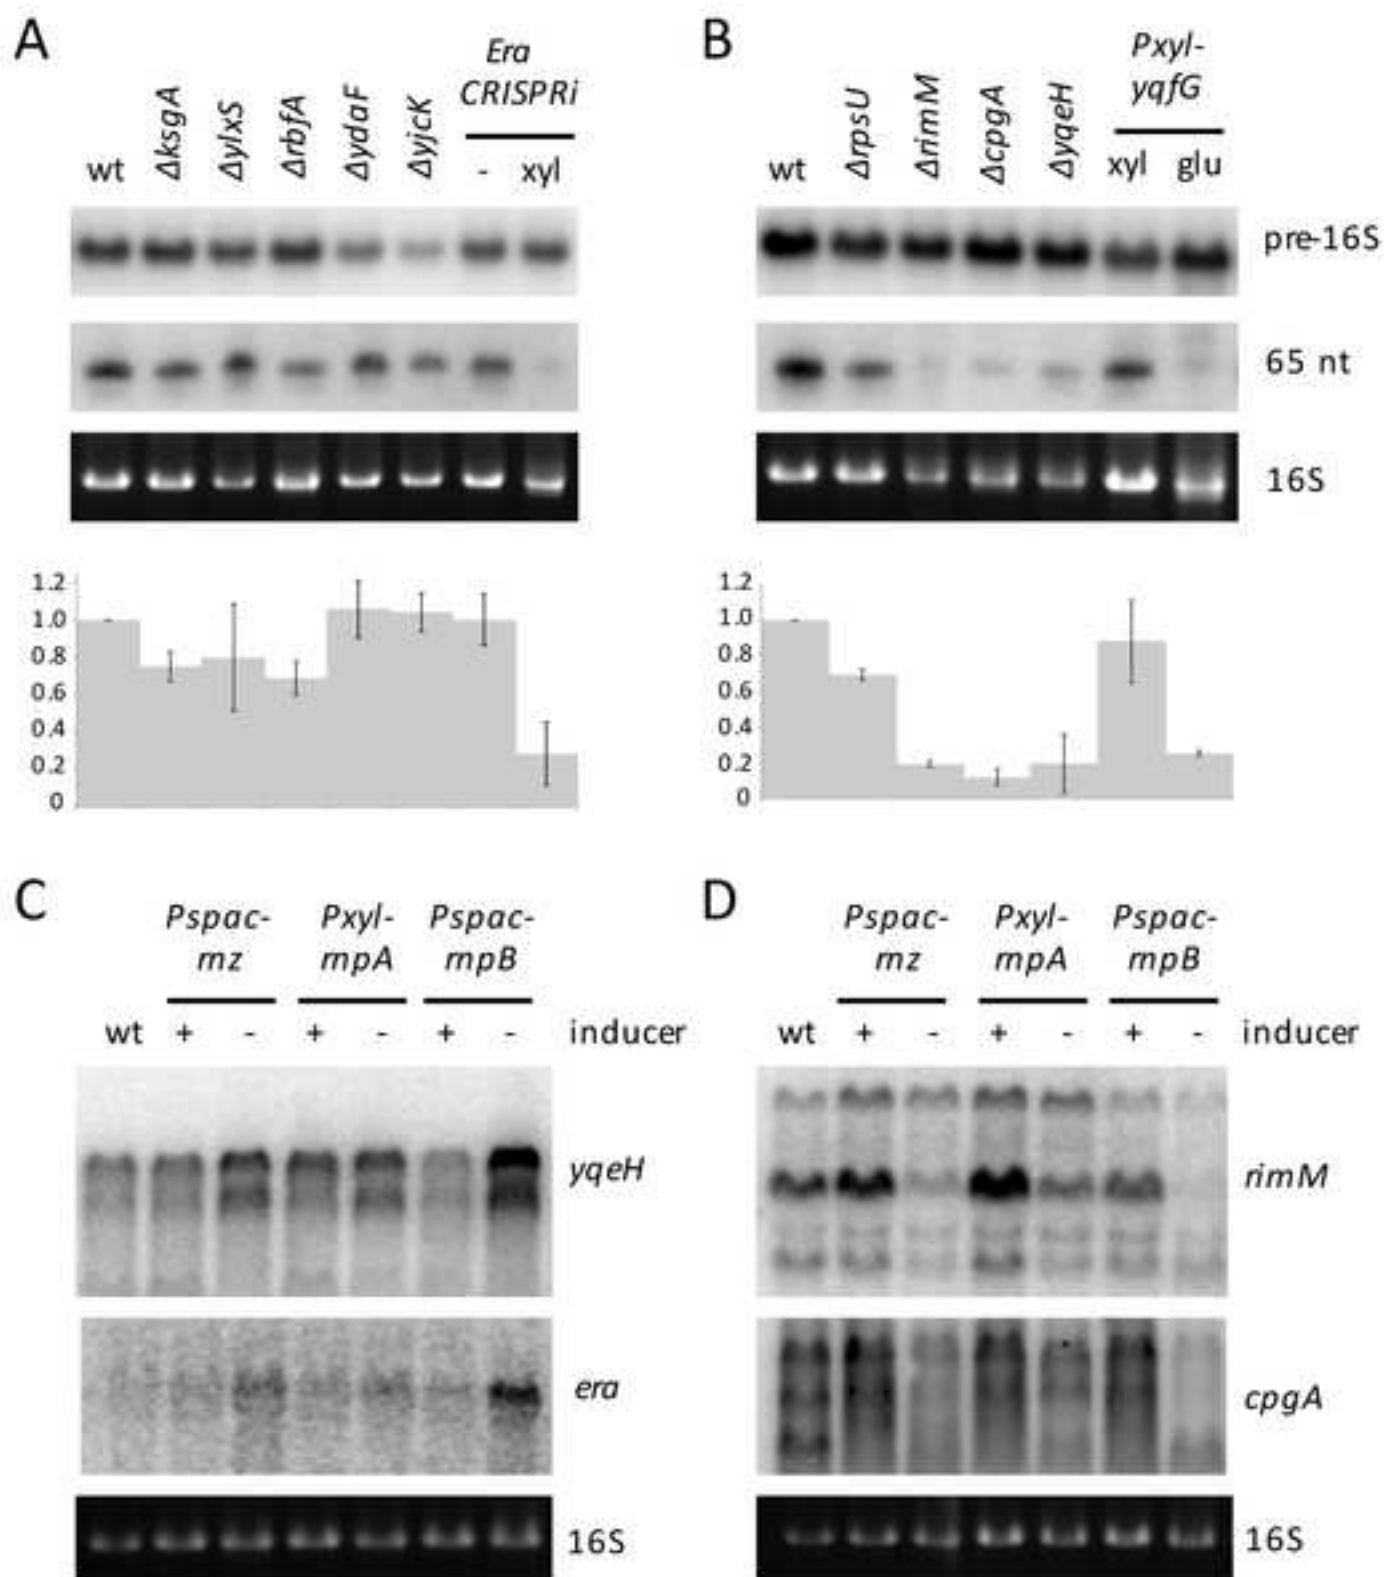 A
Era
CRISPRi
wt ΔksgA ΔylxS ΔrbfA ΔydaF ΔyjcK - xyl
1.2
1.0
0.8
0.6
0.4
0.2
0
B
Pxyl-
yqfG
wt ΔrpsU ΔrimM ΔcpgA ΔyqeH xyl glu
pre-16S
65 nt
16S
1.2
1.0
0.8
0.6
0.4
0.2
0
C
Pspac- Pxyl- Pspac-
rnz rnpA rnpB
wt + - + - + - inducer
yqeH
era
16S
D
Pspac- Pxyl- Pspac-
rnz rnpA rnpB
wt + - + - + - inducer
rimM
cpgA
16S